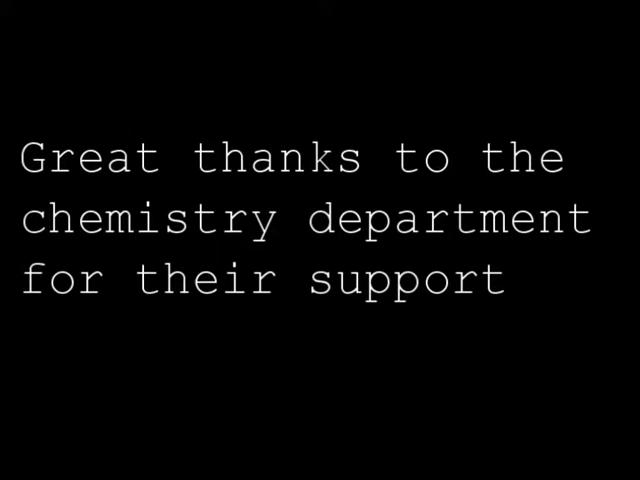 Great thanks to the
chemistry department
for their support